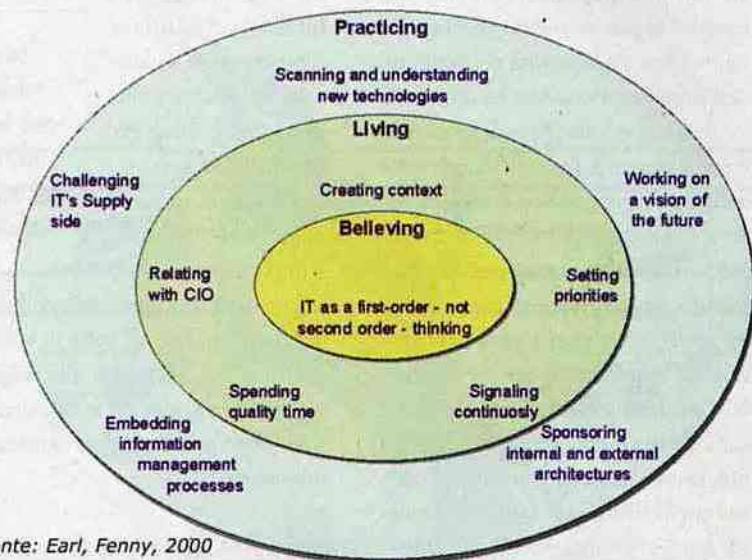 Practicing
Scanning and understanding
new technologies
Living
Challenging
IT's Supply
side
Working on
a vision of
the future
Creating context
Believing
Relating
with CIO
Setting
priorities
IT as a first-order - not
second order - thinking
Spending
quality time
Signaling
continuosly
Embedding
information
management
processes
Sponsoring
internal and external
architectures
nte: Earl, Fenny, 2000